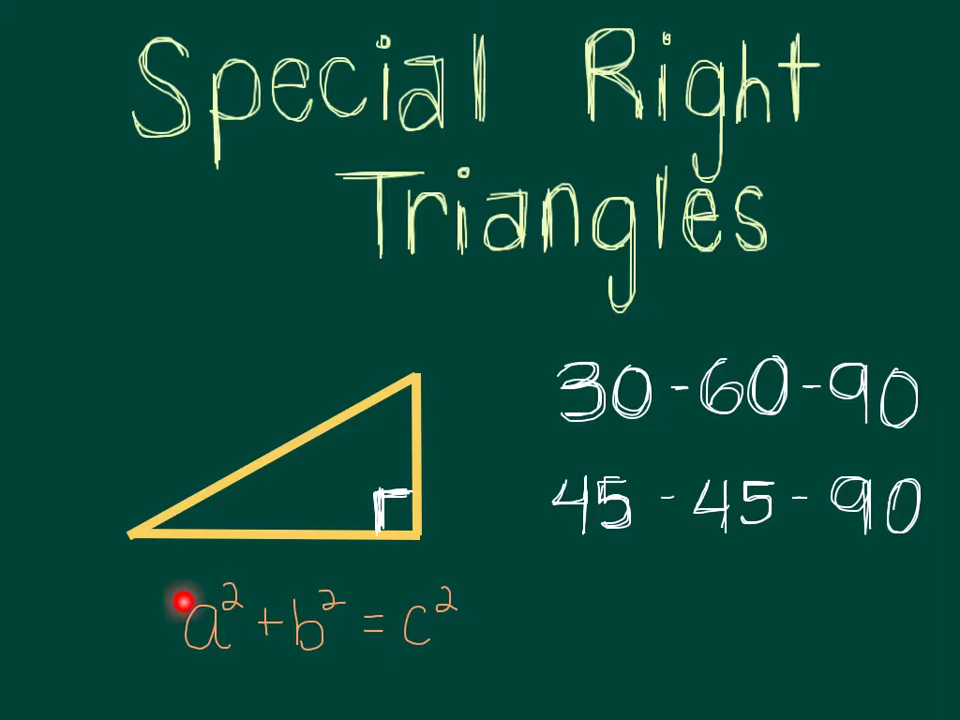 Special Right
Triangles
30-60-90
45-45-90
a² + b² = c²